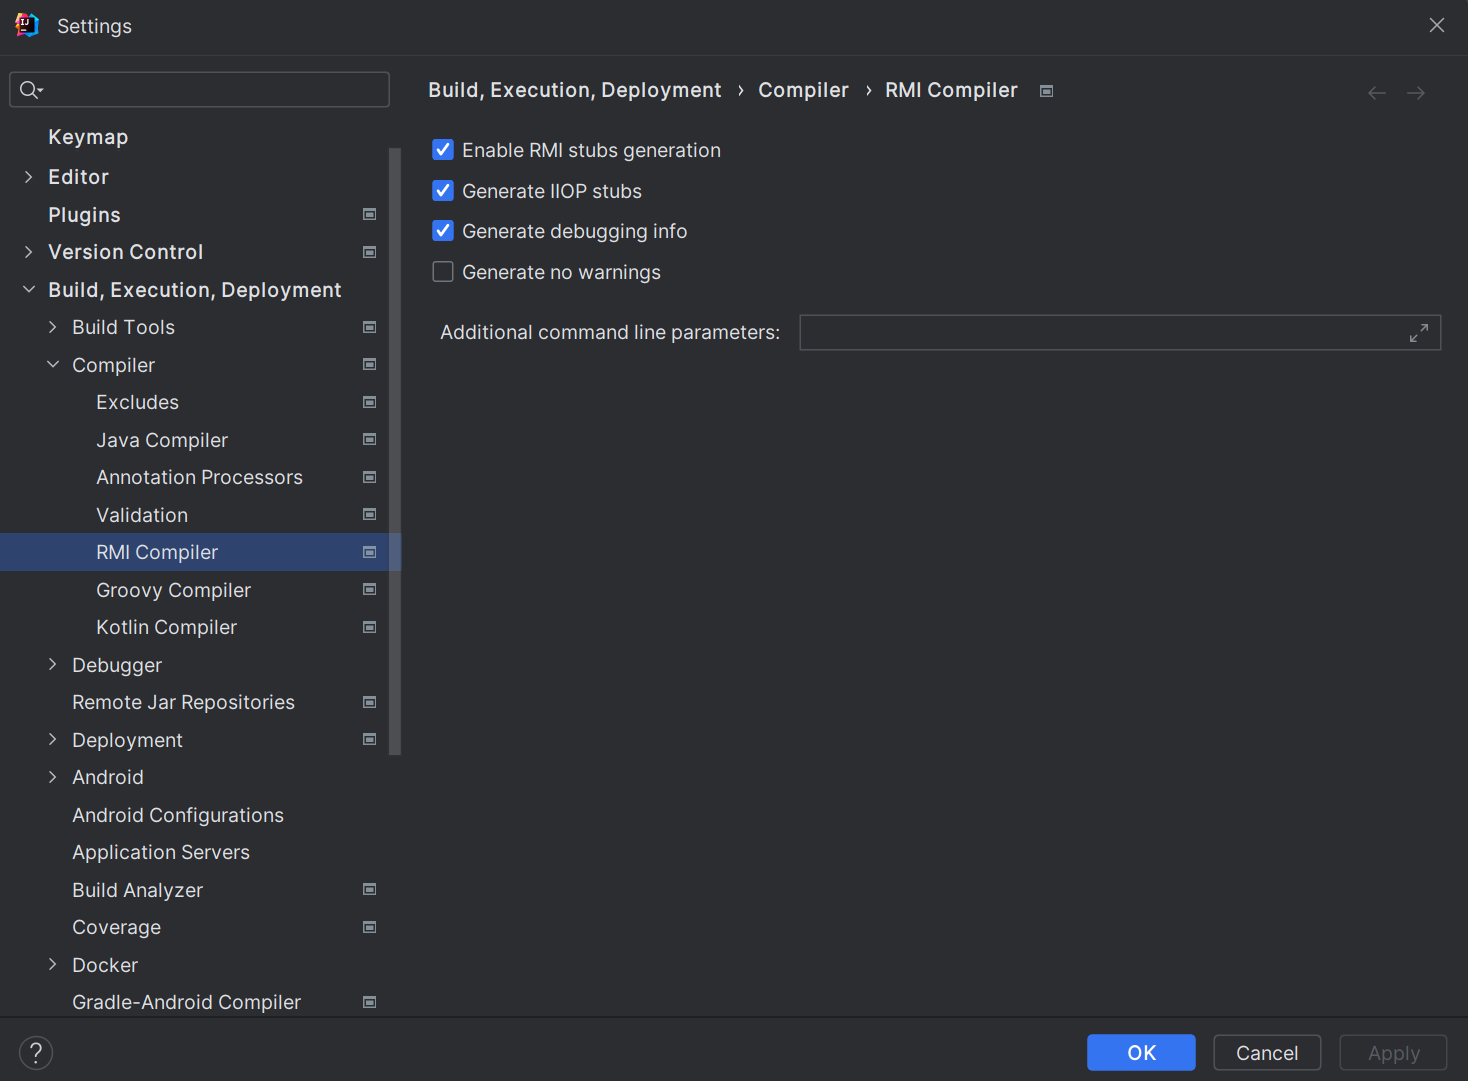 Settings
Keymap
Editor
Plugins
Version Control
Build, Execution, Deployment
Build Tools
Compiler
Excludes
Java Compiler
Annotation Processors
Validation
RMI Compiler
Groovy Compiler
Kotlin Compiler
Debugger
Remote Jar Repositories
Deployment
Android
Android Configurations
Application Servers
Build Analyzer
Coverage
Docker
Gradle-Android Compiler
Build, Execution, Deployment › Compiler › RMI Compiler
Enable RMI stubs generation
Generate IIOP stubs
Generate debugging info
Generate no warnings
Additional command line parameters:
?
OK Cancel Apply